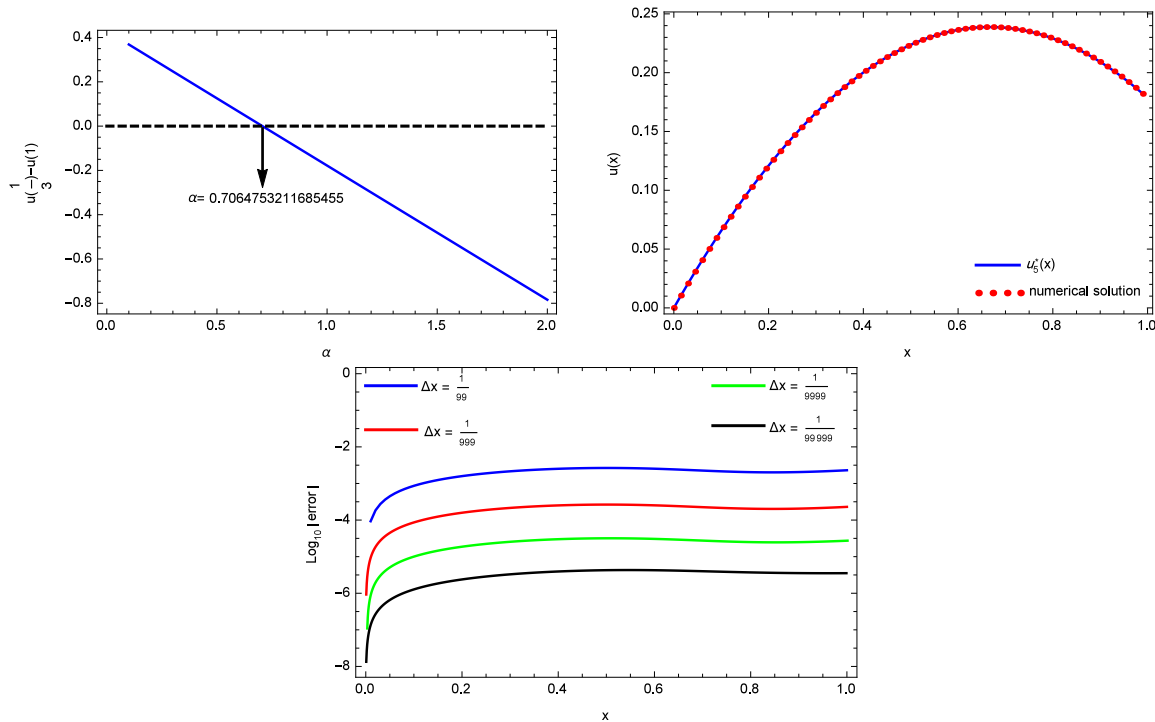 0.4
0.2
0.0
−0.2
−0.4
−0.6
−0.8
u(1/3)−u(1)
α= 0.7064753211685455
0.0 0.5 1.0 1.5 2.0
α
0.25
0.20
0.15
0.10
0.05
0.00
u(x)
u₅*(x)
numerical solution
0.0 0.2 0.4 0.6 0.8 1.0
x
0
−2
−4
−6
−8
Log₁₀ |error|
Δx = 1/99
Δx = 1/9999
Δx = 1/999
Δx = 1/99999
0.0 0.2 0.4 0.6 0.8 1.0
x